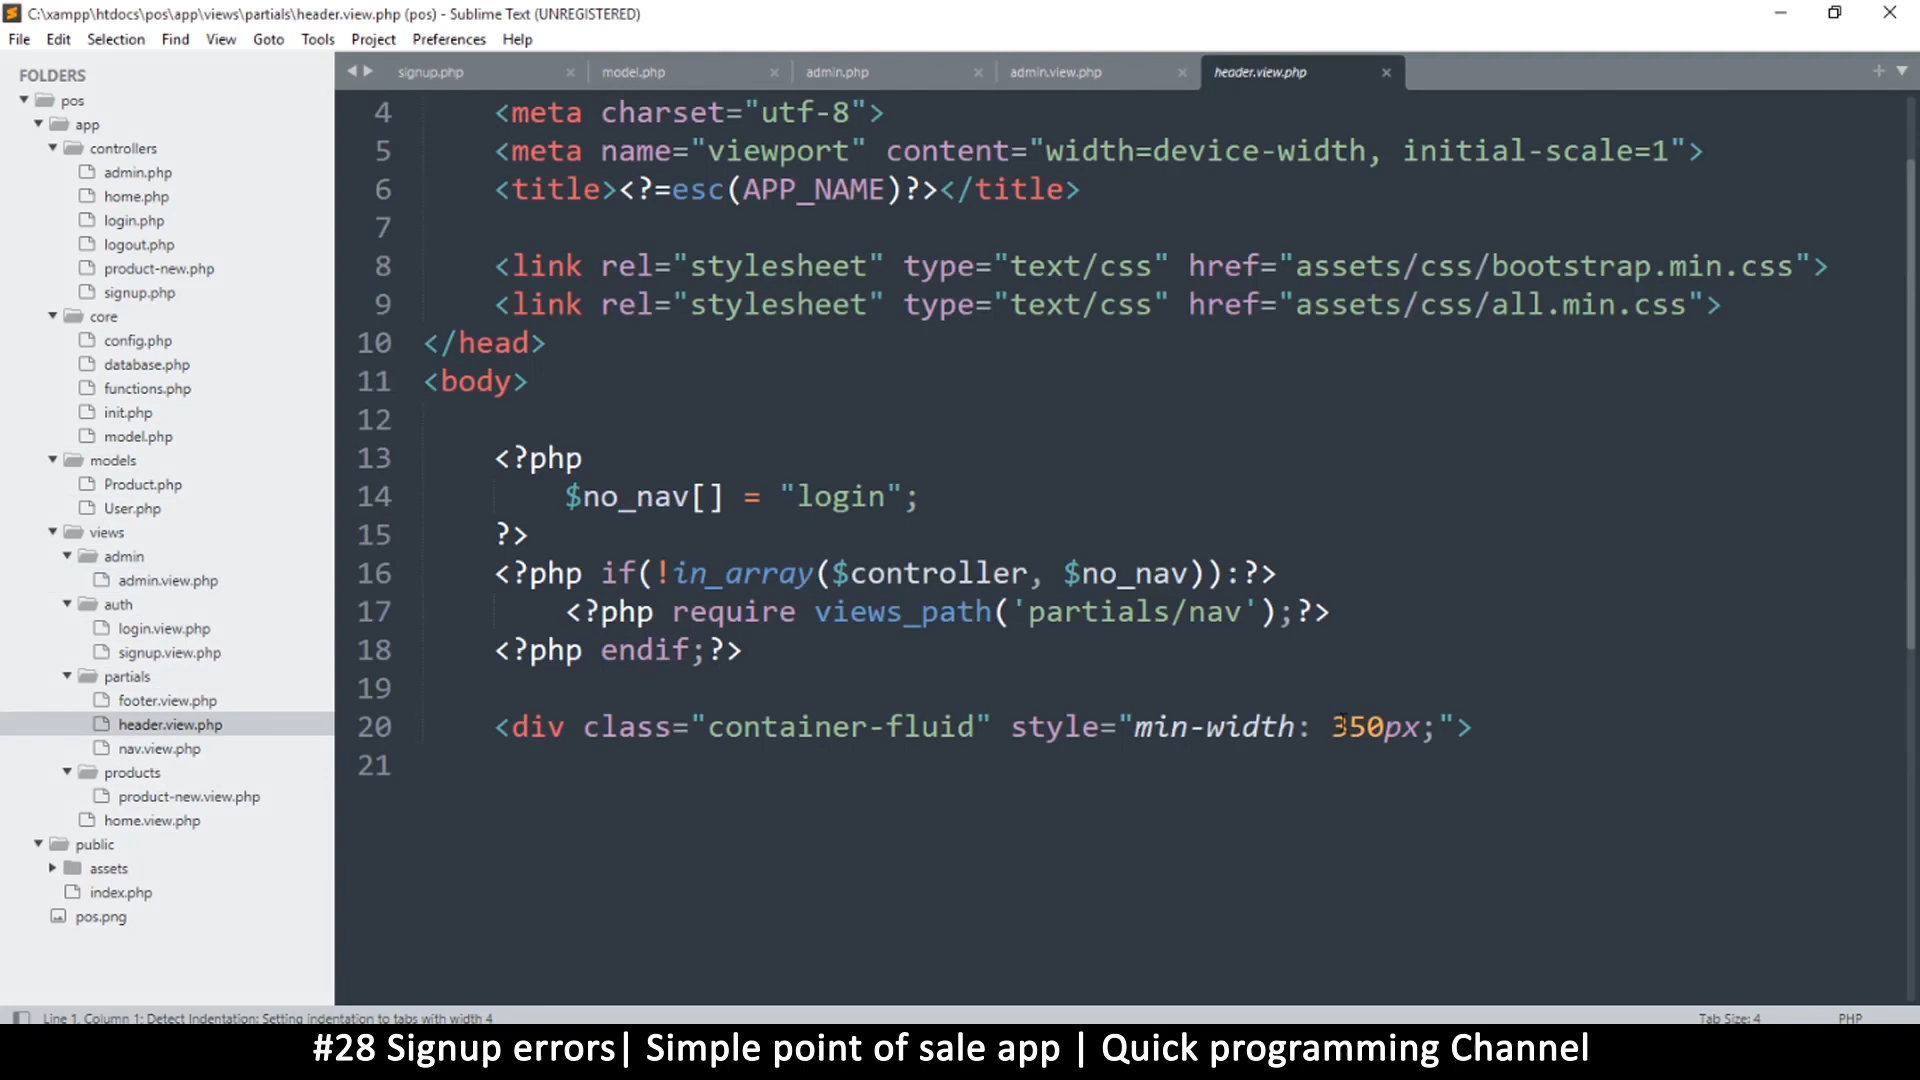 C:\xampp\htdocs\pos\app\views\partials\header.view.php (pos) - Sublime Text (UNREGISTERED)
File Edit Selection Find View Goto Tools Project Preferences Help
FOLDERS
pos
app
controllers
admin.php
home.php
login.php
logout.php
product-new.php
signup.php
core
config.php
database.php
functions.php
init.php
model.php
models
Product.php
User.php
views
admin
admin.view.php
auth
login.view.php
signup.view.php
partials
footer.view.php
header.view.php
nav.view.php
products
product-new.view.php
home.view.php
public
assets
index.php
pos.png
signup.php model.php admin.php admin.view.php header.view.php
4 <meta charset="utf-8">
5 <meta name="viewport" content="width=device-width, initial-scale=1">
6 <title><?=esc(APP_NAME)?></title>
7
8 <link rel="stylesheet" type="text/css" href="assets/css/bootstrap.min.css">
9 <link rel="stylesheet" type="text/css" href="assets/css/all.min.css">
10 </head>
11 <body>
12
13 <?php
14 $no_nav[] = "login";
15 ?>
16 <?php if(!in_array($controller, $no_nav)):?>
17 <?php require views_path('partials/nav');?>
18 <?php endif;?>
19
20 <div class="container-fluid" style="min-width: 350px;">
21
Line 1, Column 1; Detect Indentation: Setting indentation to tabs with width 4
Tab Size: 4
PHP
#28 Signup errors| Simple point of sale app | Quick programming Channel